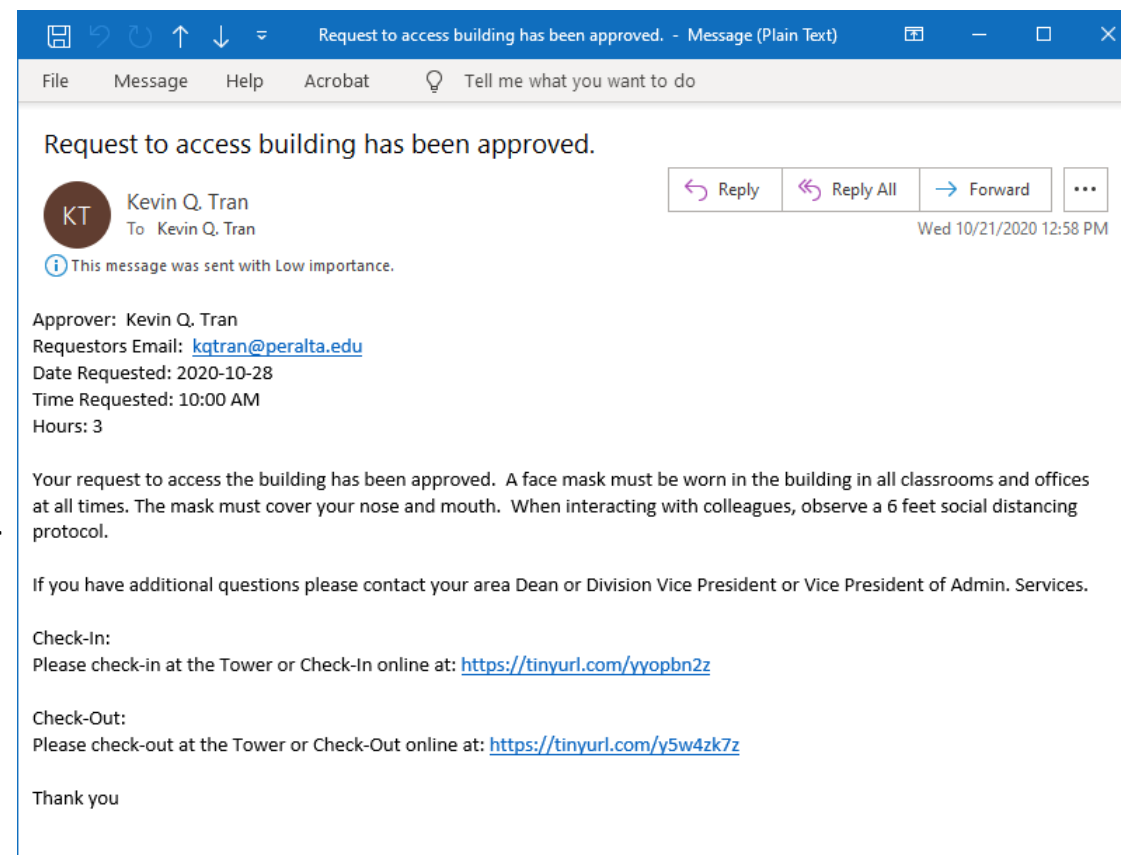 Request to access building has been approved. - Message (Plain Text)
File Message Help Acrobat Tell me what you want to do
Request to access building has been approved.
KT
Kevin Q. Tran
To Kevin Q. Tran
Reply Reply All Forward
Wed 10/21/2020 12:58 PM
This message was sent with Low importance.
Approver: Kevin Q. Tran
Requestors Email: kqtran@peralta.edu
Date Requested: 2020-10-28
Time Requested: 10:00 AM
Hours: 3
Your request to access the building has been approved. A face mask must be worn in the building in all classrooms and offices
at all times. The mask must cover your nose and mouth. When interacting with colleagues, observe a 6 feet social distancing
protocol.
If you have additional questions please contact your area Dean or Division Vice President or Vice President of Admin. Services.
Check-In:
Please check-in at the Tower or Check-In online at: https://tinyurl.com/yyopbn2z
Check-Out:
Please check-out at the Tower or Check-Out online at: https://tinyurl.com/y5w4zk7z
Thank you